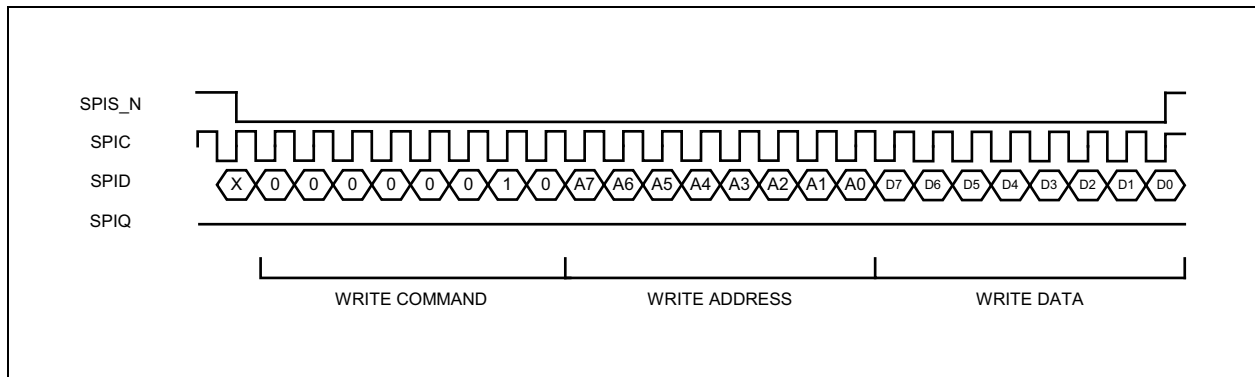 SPIS_N
SPIC
SPID X 0 0 0 0 0 0 1 0 A7 A6 A5 A4 A3 A2 A1 A0 D7 D6 D5 D4 D3 D2 D1 D0
SPIQ
WRITE COMMAND WRITE ADDRESS WRITE DATA